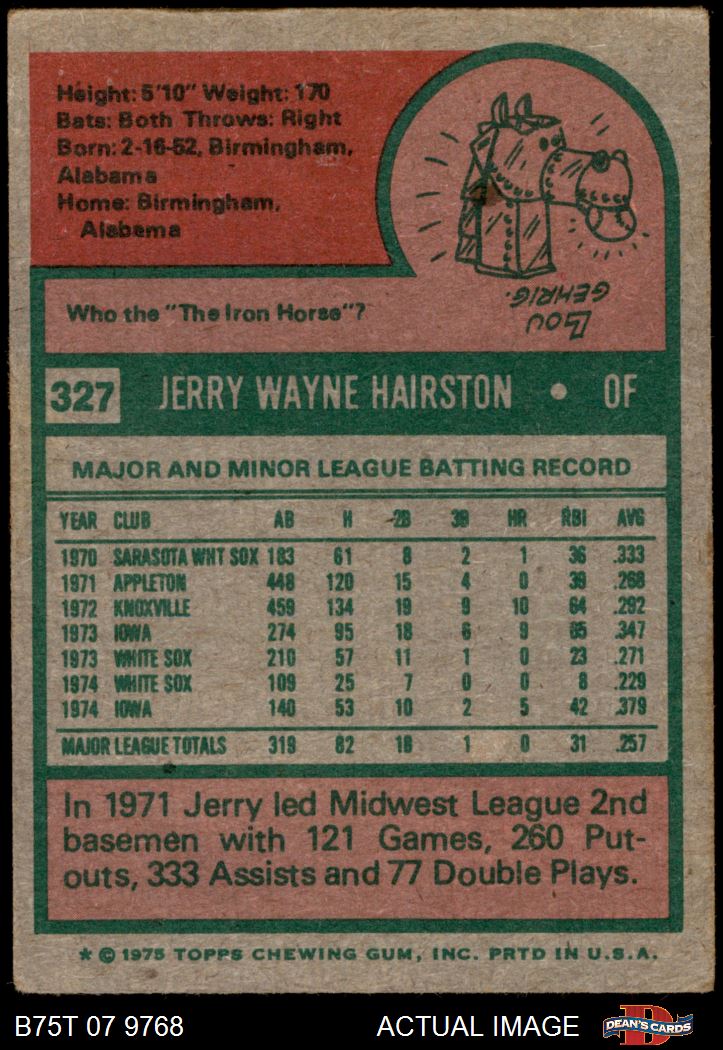 Height: 5'10" Weight: 170
Bats: Both Throws: Right
Born: 2-16-52, Birmingham,
Alabama
Home: Birmingham,
Alabama
LOU
GEHRIG.
Who the "The Iron Horse"?
327 JERRY WAYNE HAIRSTON • OF
MAJOR AND MINOR LEAGUE BATTING RECORD
YEAR CLUB AB H 2B 3B HR RBI AVG
1970 SARASOTA WHT SOX 183 61 8 2 1 36 .333
1971 APPLETON 448 120 15 4 0 39 .268
1972 KNOXVILLE 459 134 19 9 10 64 .292
1973 IOWA 274 95 18 6 9 65 .347
1973 WHITE SOX 210 57 11 1 0 23 .271
1974 WHITE SOX 109 25 7 0 0 8 .229
1974 IOWA 140 53 10 2 5 42 .379
MAJOR LEAGUE TOTALS 319 82 18 1 0 31 .257
In 1971 Jerry led Midwest League 2nd
basemen with 121 Games, 260 Put-
outs, 333 Assists and 77 Double Plays.
* © 1975 TOPPS CHEWING GUM, INC. PRTD IN U.S.A.
B75T 07 9768 ACTUAL IMAGE D DEAN'S CARDS